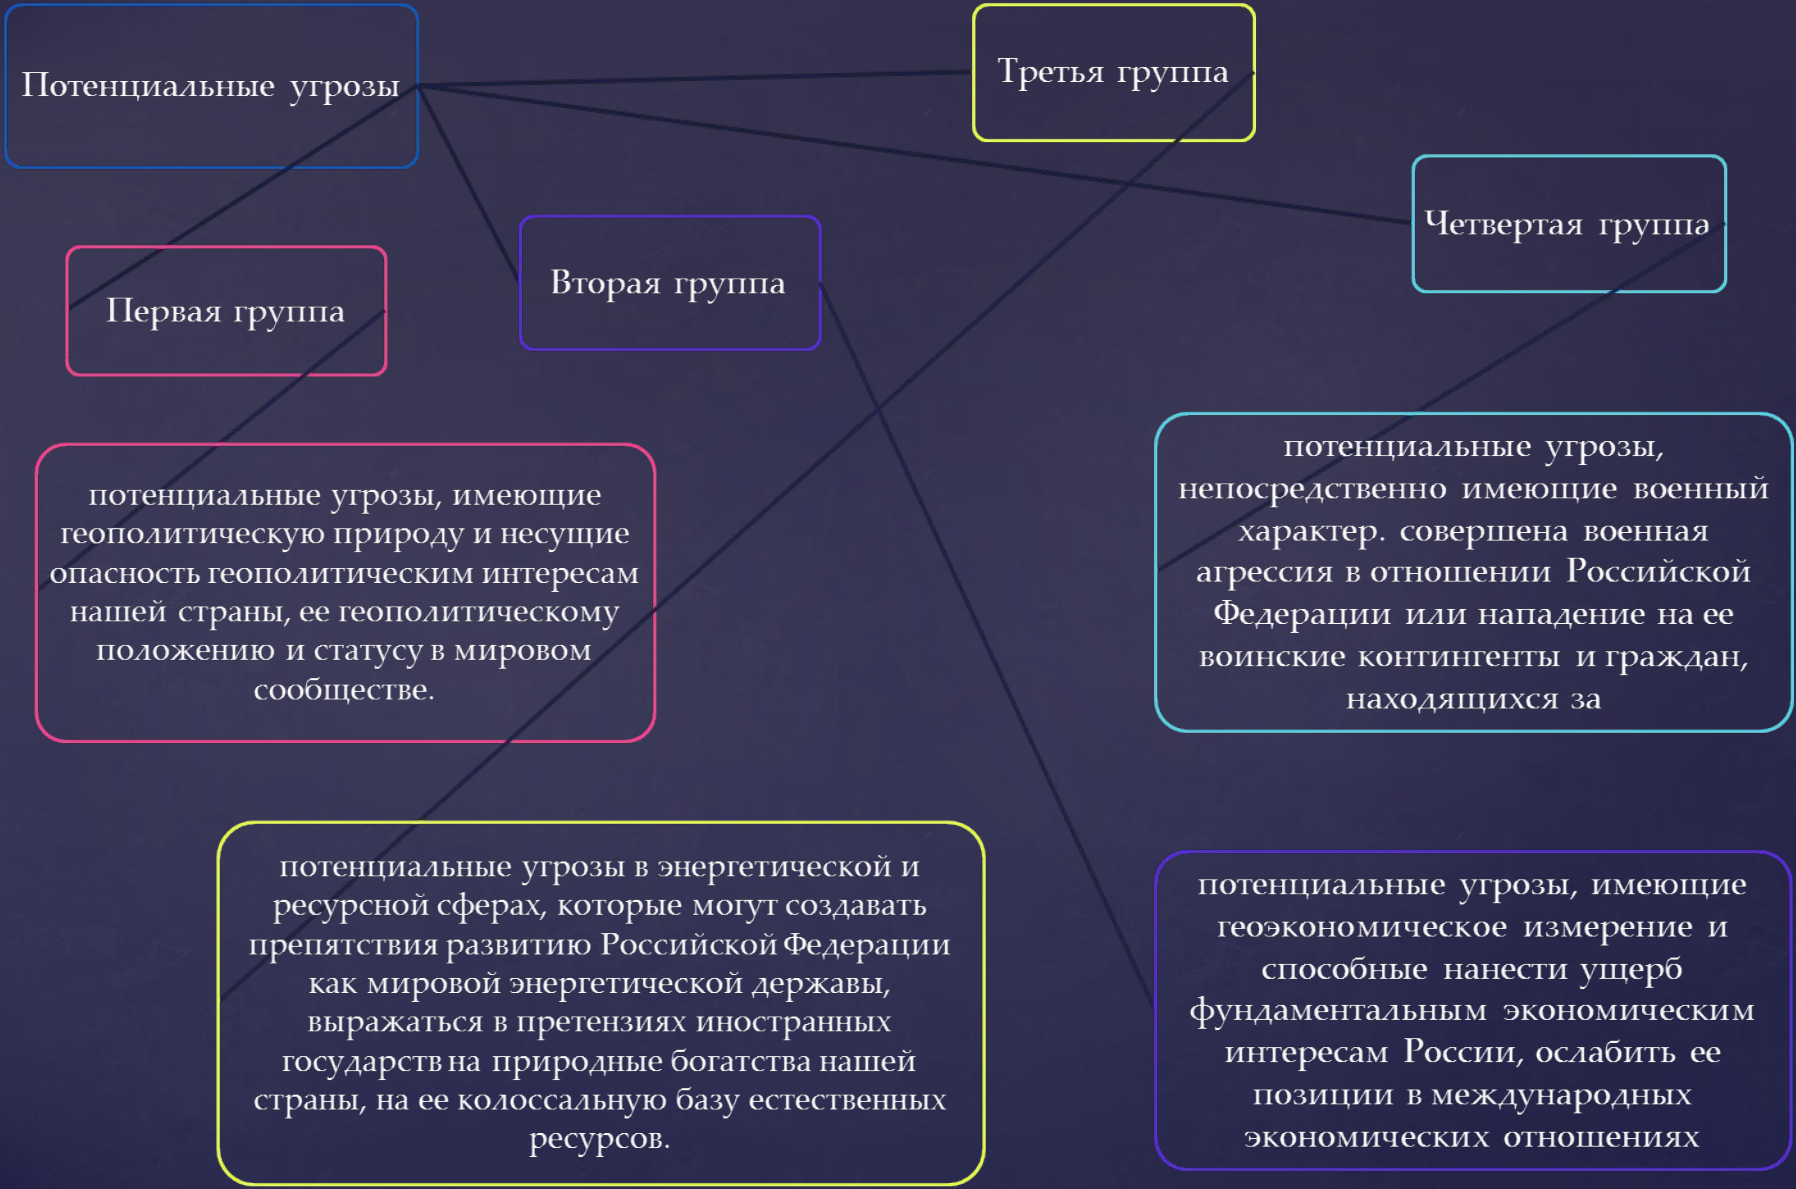 Потенциальные угрозы
Третья группа
Четвертая группа
Вторая группа
Первая группа
потенциальные угрозы, имеющие
геополитическую природу и несущие
опасность геополитическим интересам
нашей страны, ее геополитическому
положению и статусу в мировом
сообществе.
потенциальные угрозы,
непосредственно имеющие военный
характер. совершена военная
агрессия в отношении Российской
Федерации или нападение на ее
воинские контингенты и граждан,
находящихся за
потенциальные угрозы в энергетической и
ресурсной сферах, которые могут создавать
препятствия развитию Российской Федерации
как мировой энергетической державы,
выражаться в претензиях иностранных
государств на природные богатства нашей
страны, на ее колоссальную базу естественных
ресурсов.
потенциальные угрозы, имеющие
геоэкономическое измерение и
способные нанести ущерб
фундаментальным экономическим
интересам России, ослабить ее
позиции в международных
экономических отношениях